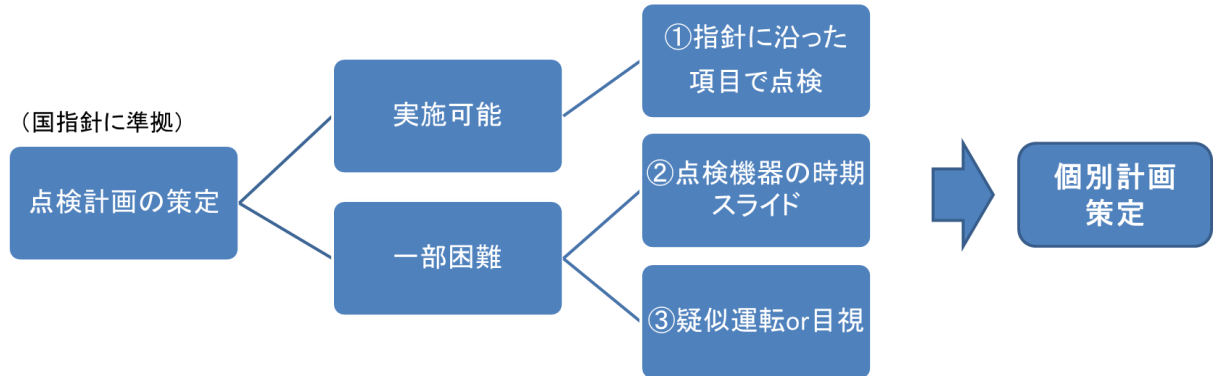 (国指針に準拠)
点検計画の策定
実施可能
一部困難
①指針に沿った
項目で点検
②点検機器の時期
スライド
③疑似運転or目視
個別計画
策定